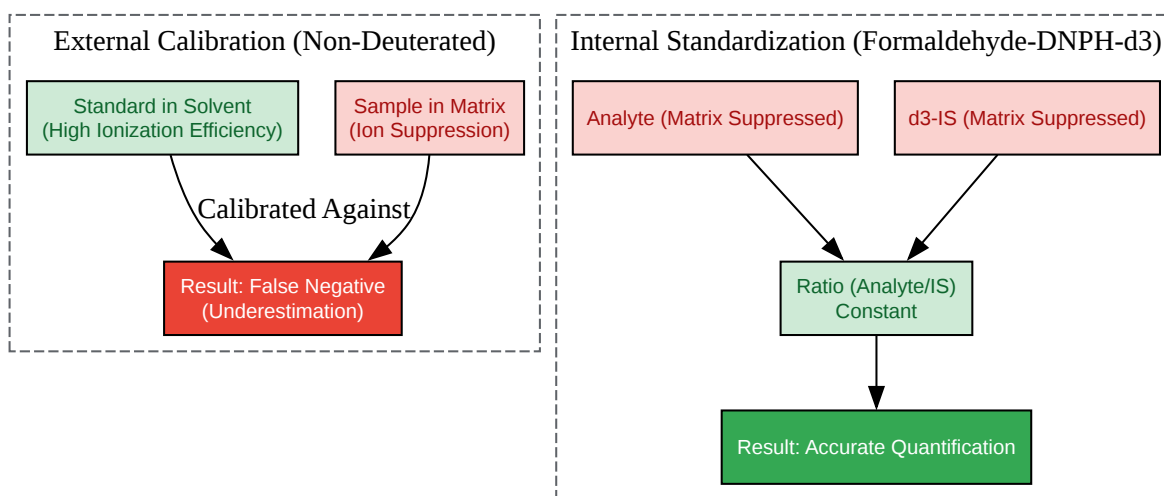 External Calibration (Non-Deuterated)
Standard in Solvent
(High Ionization Efficiency)
Sample in Matrix
(Ion Suppression)
Calibrated Against
Result: False Negative
(Underestimation)
Internal Standardization (Formaldehyde-DNPH-d3)
Analyte (Matrix Suppressed)
d3-IS (Matrix Suppressed)
Ratio (Analyte/IS)
Constant
Result: Accurate Quantification